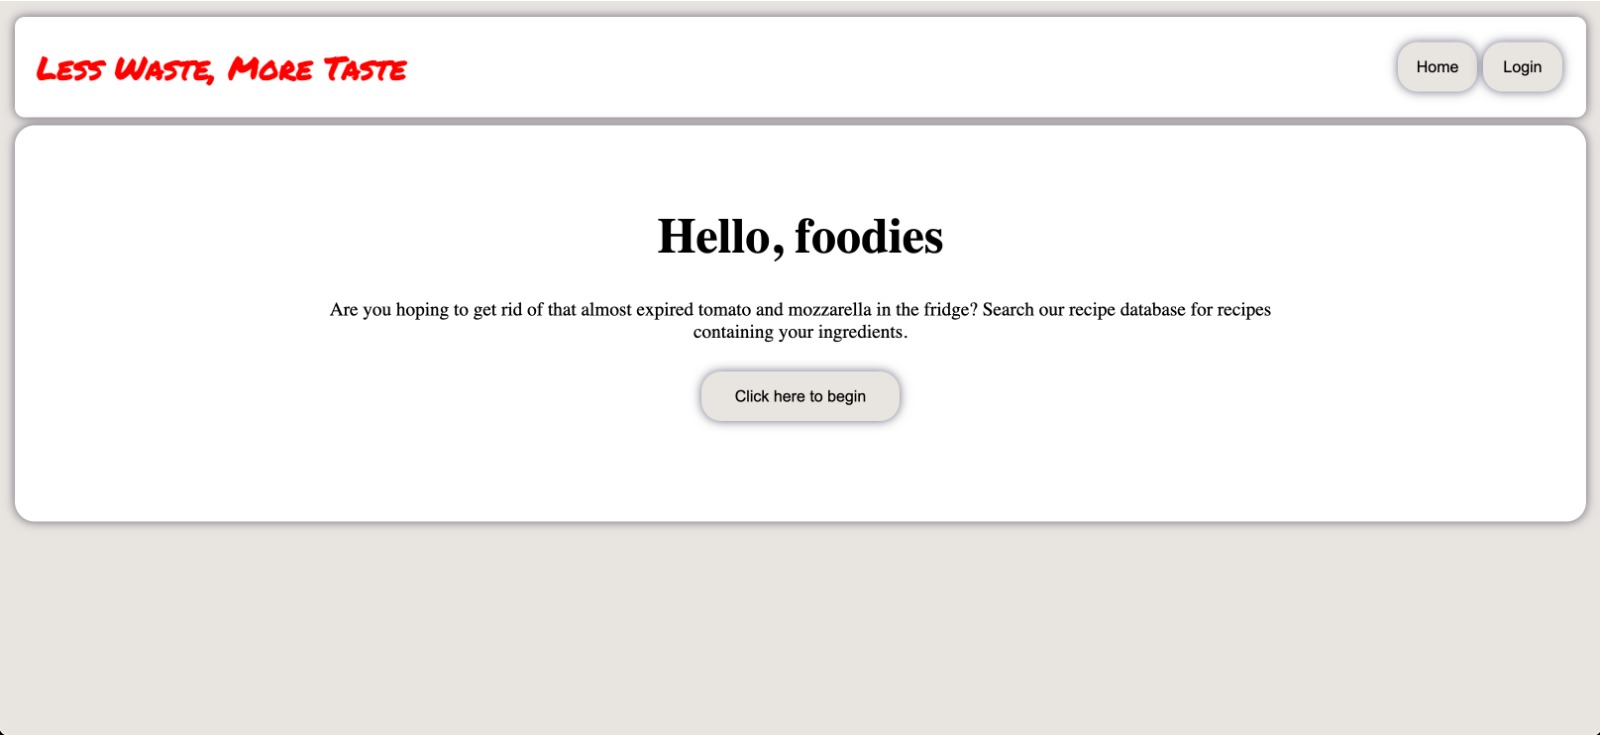 Less Waste, More Taste
Home
Login
Hello, foodies
Are you hoping to get rid of that almost expired tomato and mozzarella in the fridge? Search our recipe database for recipes
containing your ingredients.
Click here to begin